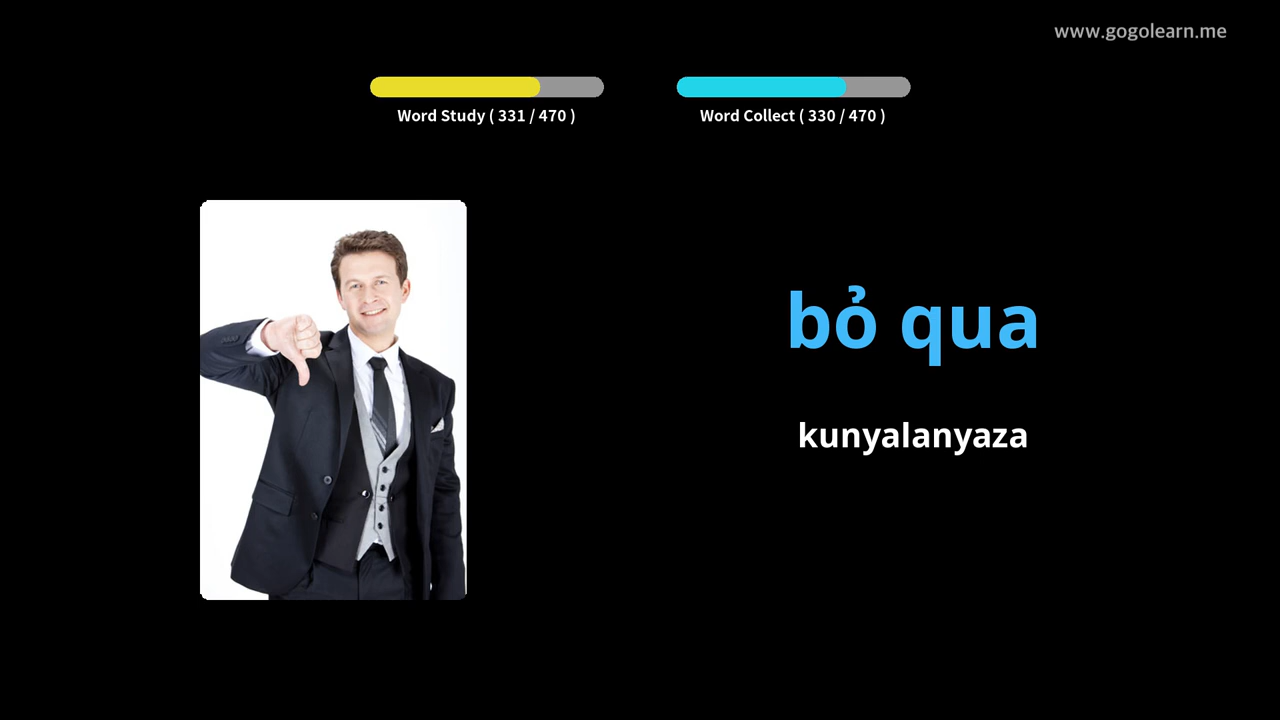 www.gogolearn.me
Word Study ( 331 / 470 )
Word Collect ( 330 / 470 )
bỏ qua
kunyalanyaza